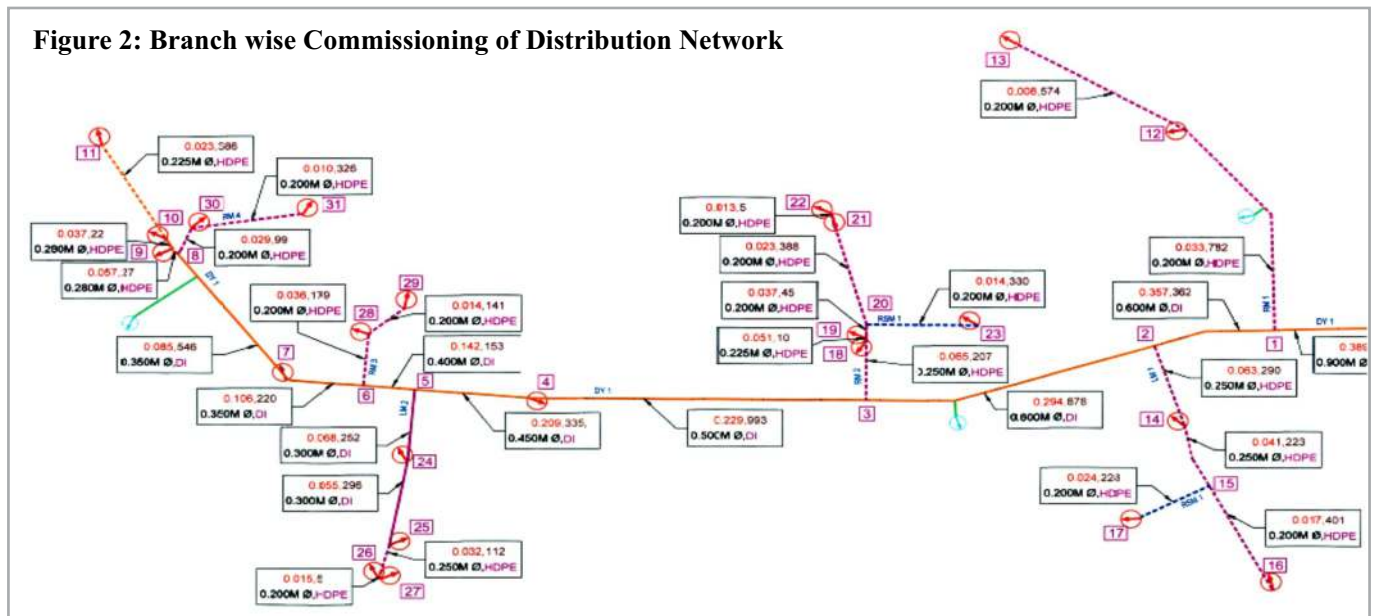 Figure 2: Branch wise Commissioning of Distribution Network
13
0.008,574
0.200M Ø,HDPE
12
11
0.023,386
0.225M Ø,HDPE
0.010,326
0.200M Ø,HDPE
30
RM 4
31
10
0.037,22
0.280M Ø,HDPE
9
8
0.029,99
0.200M Ø,HDPE
0.057,27
0.280M Ø,HDPE
DY 1
22
21
0.013,5
0.200M Ø,HDPE
0.023,388
0.200M Ø,HDPE
0.033,782
0.200M Ø,HDPE
RM 1
29
0.036,179
0.200M Ø,HDPE
28
0.014,141
0.200M Ø,HDPE
0.037,45
0.200M Ø,HDPE
20
RSM 1
0.014,330
0.200M Ø,HDPE
23
0.357,362
0.600M Ø,DI
DY 1
2
1
0.389
0.900M
19
18
0.051,10
0.225M Ø,HDPE
0.085,546
0.350M Ø,DI
7
RM 3
0.142,153
0.400M Ø,DI
0.065,207
0.250M Ø,HDPE
RM 2
LM 1
0.063,290
0.250M Ø,HDPE
6
5
4
DY 1
3
0.106,220
0.350M Ø,DI
LM 2
0.209,335,
0.450M Ø,DI
0.229,993
0.500M Ø,DI
0.294,878
0.600M Ø,DI
14
0.068,252
0.300M Ø,DI
24
0.041,223
0.250M Ø,HDPE
0.055,296
0.300M Ø,DI
0.024,223
0.200M Ø,HDPE
15
RSM 1
17
25
26
0.032,112
0.250M Ø,HDPE
0.017,401
0.200M Ø,HDPE
0.015,6
0.200M Ø,HDPE
27
16